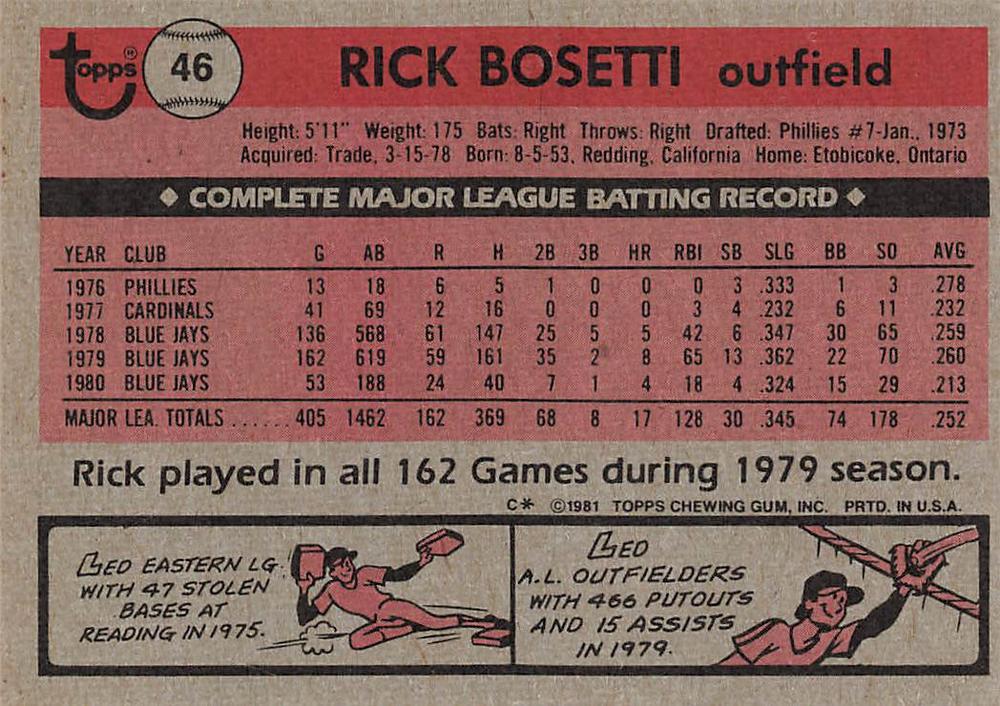 Topps® 46 RICK BOSETTI outfield
Height: 5'11" Weight: 175 Bats: Right Throws: Right Drafted: Phillies #7-Jan., 1973
Acquired: Trade, 3-15-78 Born: 8-5-53, Redding, California Home: Etobicoke, Ontario
◆ COMPLETE MAJOR LEAGUE BATTING RECORD ◆
YEAR CLUB G AB R H 2B 3B HR RBI SB SLG BB SO AVG
1976 PHILLIES 13 18 6 5 1 0 0 0 3 .333 1 3 .278
1977 CARDINALS 41 69 12 16 0 0 0 3 4 .232 6 11 .232
1978 BLUE JAYS 136 568 61 147 25 5 5 42 6 .347 30 65 .259
1979 BLUE JAYS 162 619 59 161 35 2 8 65 13 .362 22 70 .260
1980 BLUE JAYS 53 188 24 40 7 1 4 18 4 .324 15 29 .213
MAJOR LEA. TOTALS ...... 405 1462 162 369 68 8 17 128 30 .345 74 178 .252
Rick played in all 162 Games during 1979 season.
C* ©1981 TOPPS CHEWING GUM, INC. PRTD. IN U.S.A.
LED EASTERN LG.
WITH 47 STOLEN
BASES AT
READING IN 1975.
LED
A.L. OUTFIELDERS
WITH 466 PUTOUTS
AND 15 ASSISTS
IN 1979.